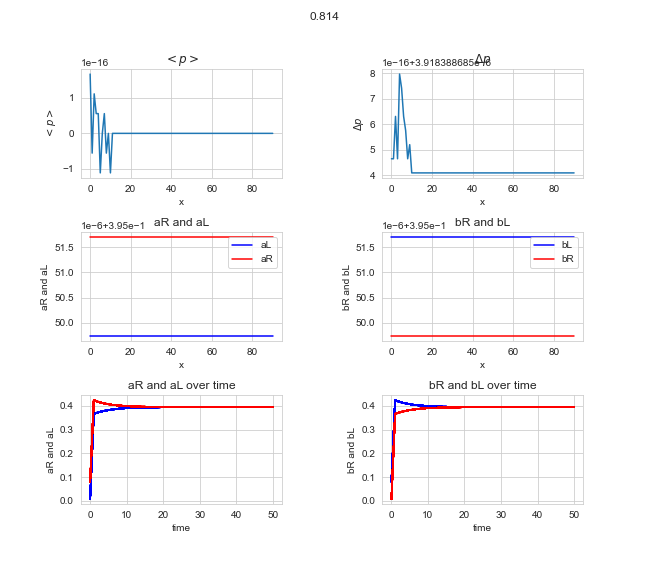 0.814
<p>
Δp
1e−16
1e−16+3.918388685e
<p>
1
0
−1
0 20 40 60 80
x
Δp
8
7
6
5
4
0 20 40 60 80
x
aR and aL
1e−6+3.95e−1
aR and aL
51.5
51.0
50.5
50.0
aL
aR
0 20 40 60 80
x
bR and bL
1e−6+3.95e−1
bR and bL
51.5
51.0
50.5
50.0
bL
bR
0 20 40 60 80
x
aR and aL over time
aR and aL
0.4
0.3
0.2
0.1
0.0
0 10 20 30 40 50
time
bR and bL over time
bR and bL
0.4
0.3
0.2
0.1
0.0
0 10 20 30 40 50
time